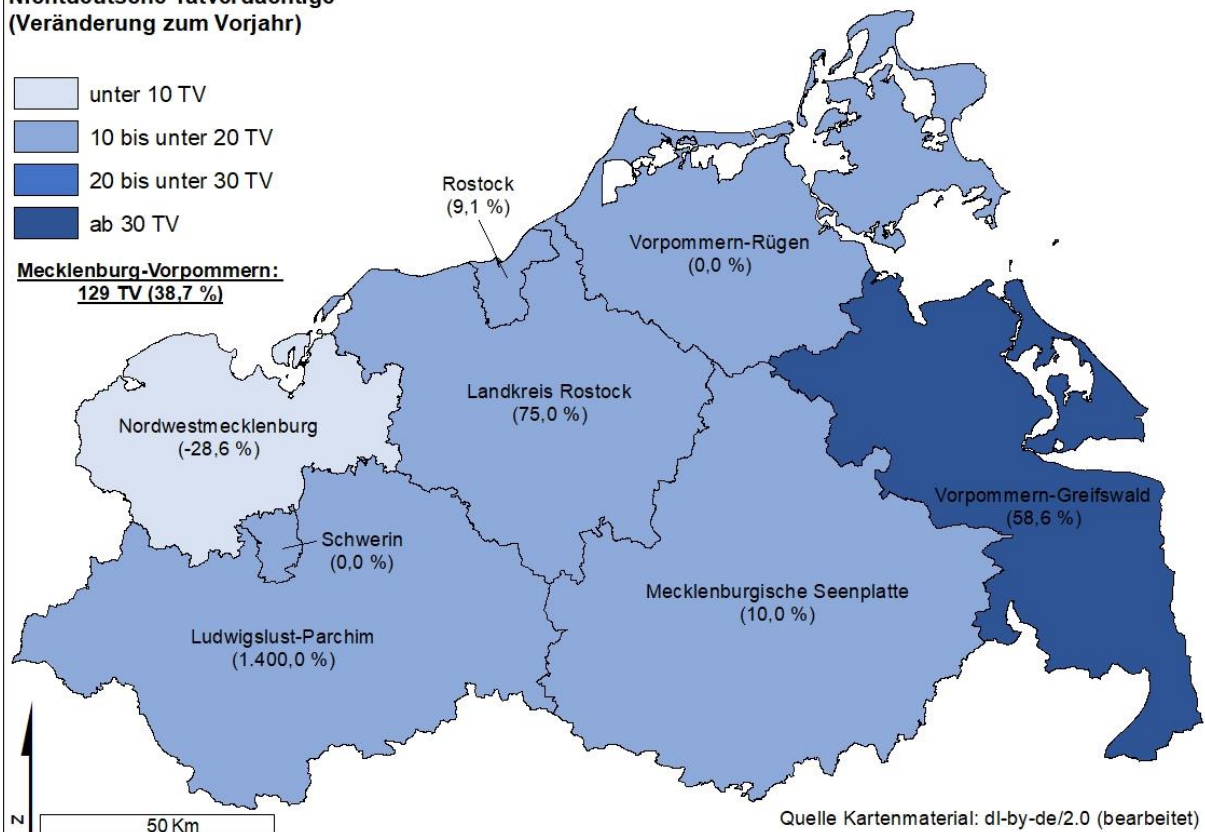 Nichtdeutsche Tatverdächtige
(Veränderung zum Vorjahr)
unter 10 TV
10 bis unter 20 TV
20 bis unter 30 TV
ab 30 TV
Mecklenburg-Vorpommern:
129 TV (38,7 %)
Rostock
(9,1 %)
Vorpommern-Rügen
(0,0 %)
Landkreis Rostock
(75,0 %)
Nordwestmecklenburg
(-28,6 %)
Vorpommern-Greifswald
(58,6 %)
Schwerin
(0,0 %)
Mecklenburgische Seenplatte
(10,0 %)
Ludwigslust-Parchim
(1.400,0 %)
N
50 Km
Quelle Kartenmaterial: dl-by-de/2.0 (bearbeitet)